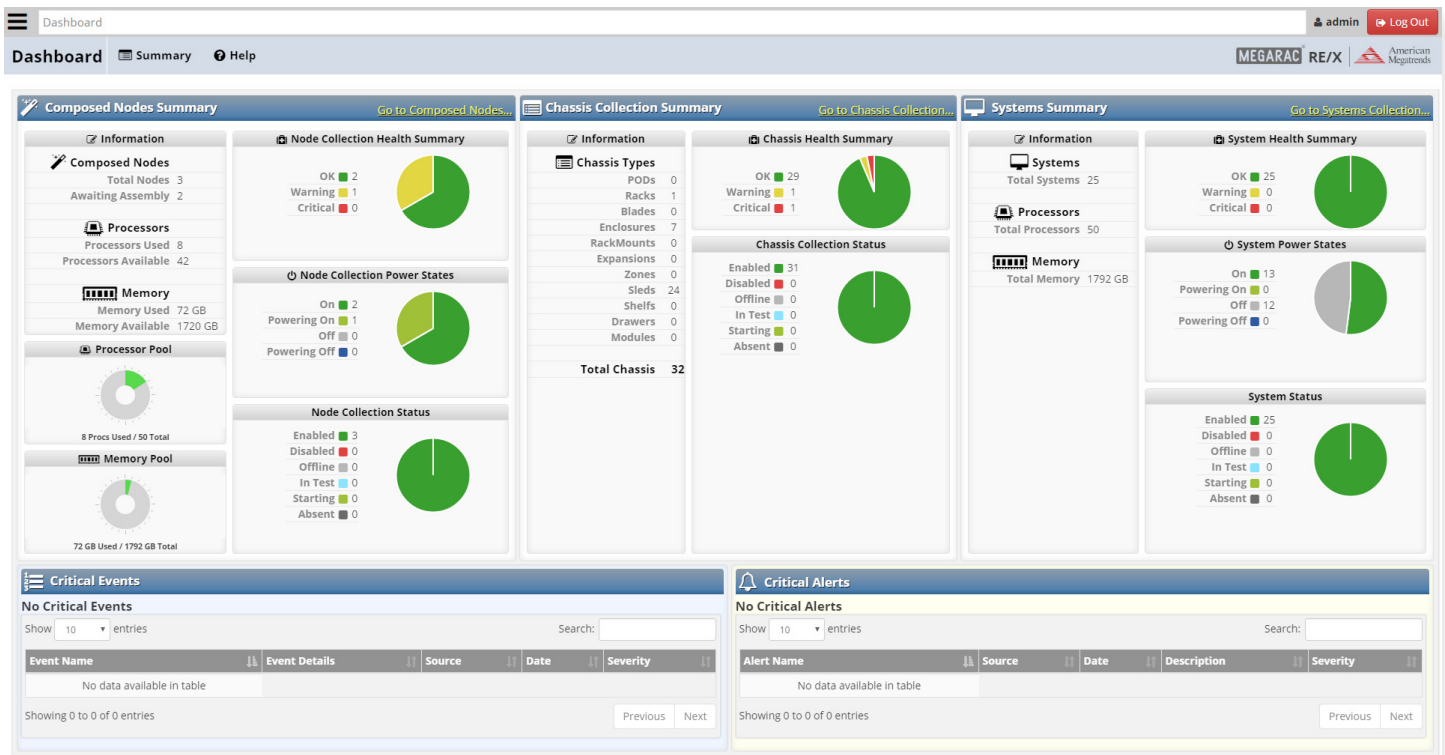 Dashboard
admin
Log Out
Dashboard
Summary
Help
MEGARAC RE/X
American
Megatrends
Composed Nodes Summary
Go to Composed Nodes...
Information
Composed Nodes
Total Nodes 3
Awaiting Assembly 2
Processors
Processors Used 8
Processors Available 42
Memory
Memory Used 72 GB
Memory Available 1720 GB
Processor Pool
8 Procs Used / 50 Total
Memory Pool
72 GB Used / 1792 GB Total
Node Collection Health Summary
OK 2
Warning 1
Critical 0
Node Collection Power States
On 2
Powering On 1
Off 0
Powering Off 0
Node Collection Status
Enabled 3
Disabled 0
Offline 0
In Test 0
Starting 0
Absent 0
Chassis Collection Summary
Go to Chassis Collection...
Information
Chassis Types
PODs 0
Racks 1
Blades 0
Enclosures 7
RackMounts 0
Expansions 0
Zones 0
Sleds 24
Shelfs 0
Drawers 0
Modules 0
Total Chassis 32
Chassis Health Summary
OK 29
Warning 1
Critical 1
Chassis Collection Status
Enabled 31
Disabled 0
Offline 0
In Test 0
Starting 0
Absent 0
Systems Summary
Go to Systems Collection...
Information
Systems
Total Systems 25
Processors
Total Processors 50
Memory
Total Memory 1792 GB
System Health Summary
OK 25
Warning 0
Critical 0
System Power States
On 13
Powering On 0
Off 12
Powering Off 0
System Status
Enabled 25
Disabled 0
Offline 0
In Test 0
Starting 0
Absent 0
Critical Events
No Critical Events
Show 10 entries
Search:
Event Name Event Details Source Date Severity
No data available in table
Showing 0 to 0 of 0 entries
Previous Next
Critical Alerts
No Critical Alerts
Show 10 entries
Search:
Alert Name Source Date Description Severity
No data available in table
Showing 0 to 0 of 0 entries
Previous Next